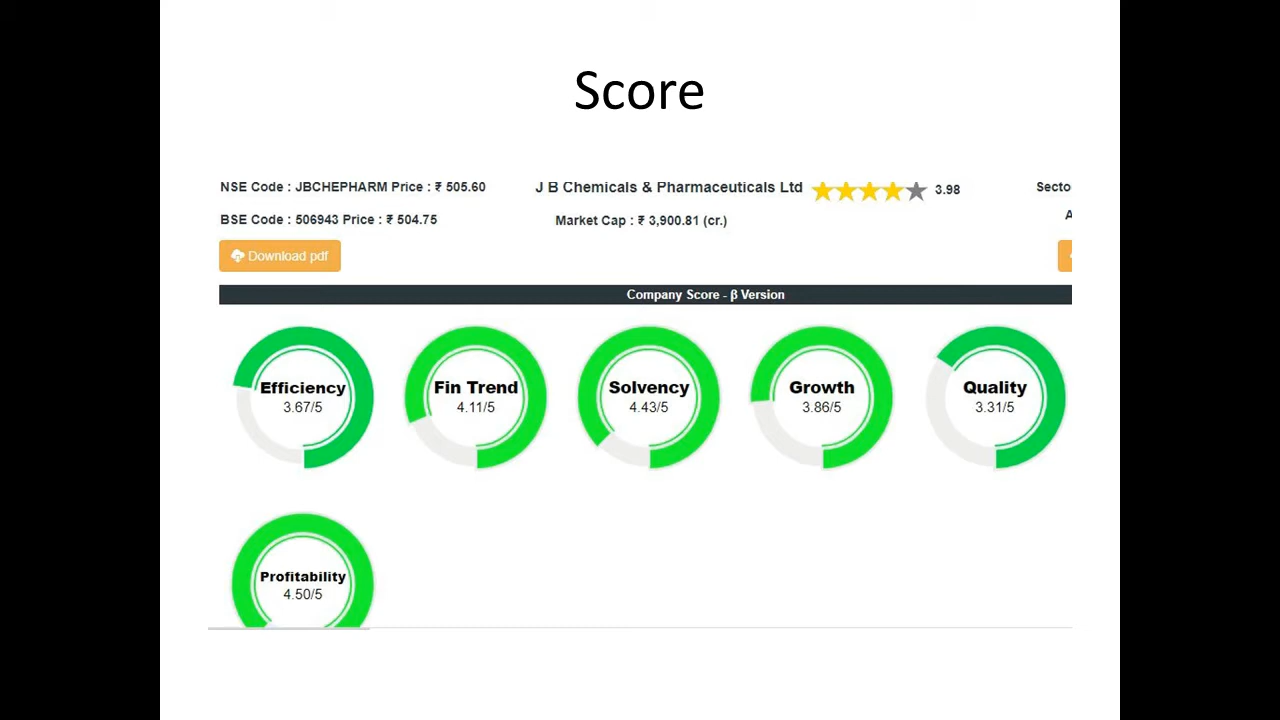 Score
NSE Code : JBCHEPHARM Price : ₹ 505.60
J B Chemicals & Pharmaceuticals Ltd 3.98
Secto
BSE Code : 506943 Price : ₹ 504.75
Market Cap : ₹ 3,900.81 (cr.)
A
Download pdf
Company Score - β Version
Efficiency
3.67/5
Fin Trend
4.11/5
Solvency
4.43/5
Growth
3.86/5
Quality
3.31/5
Profitability
4.50/5